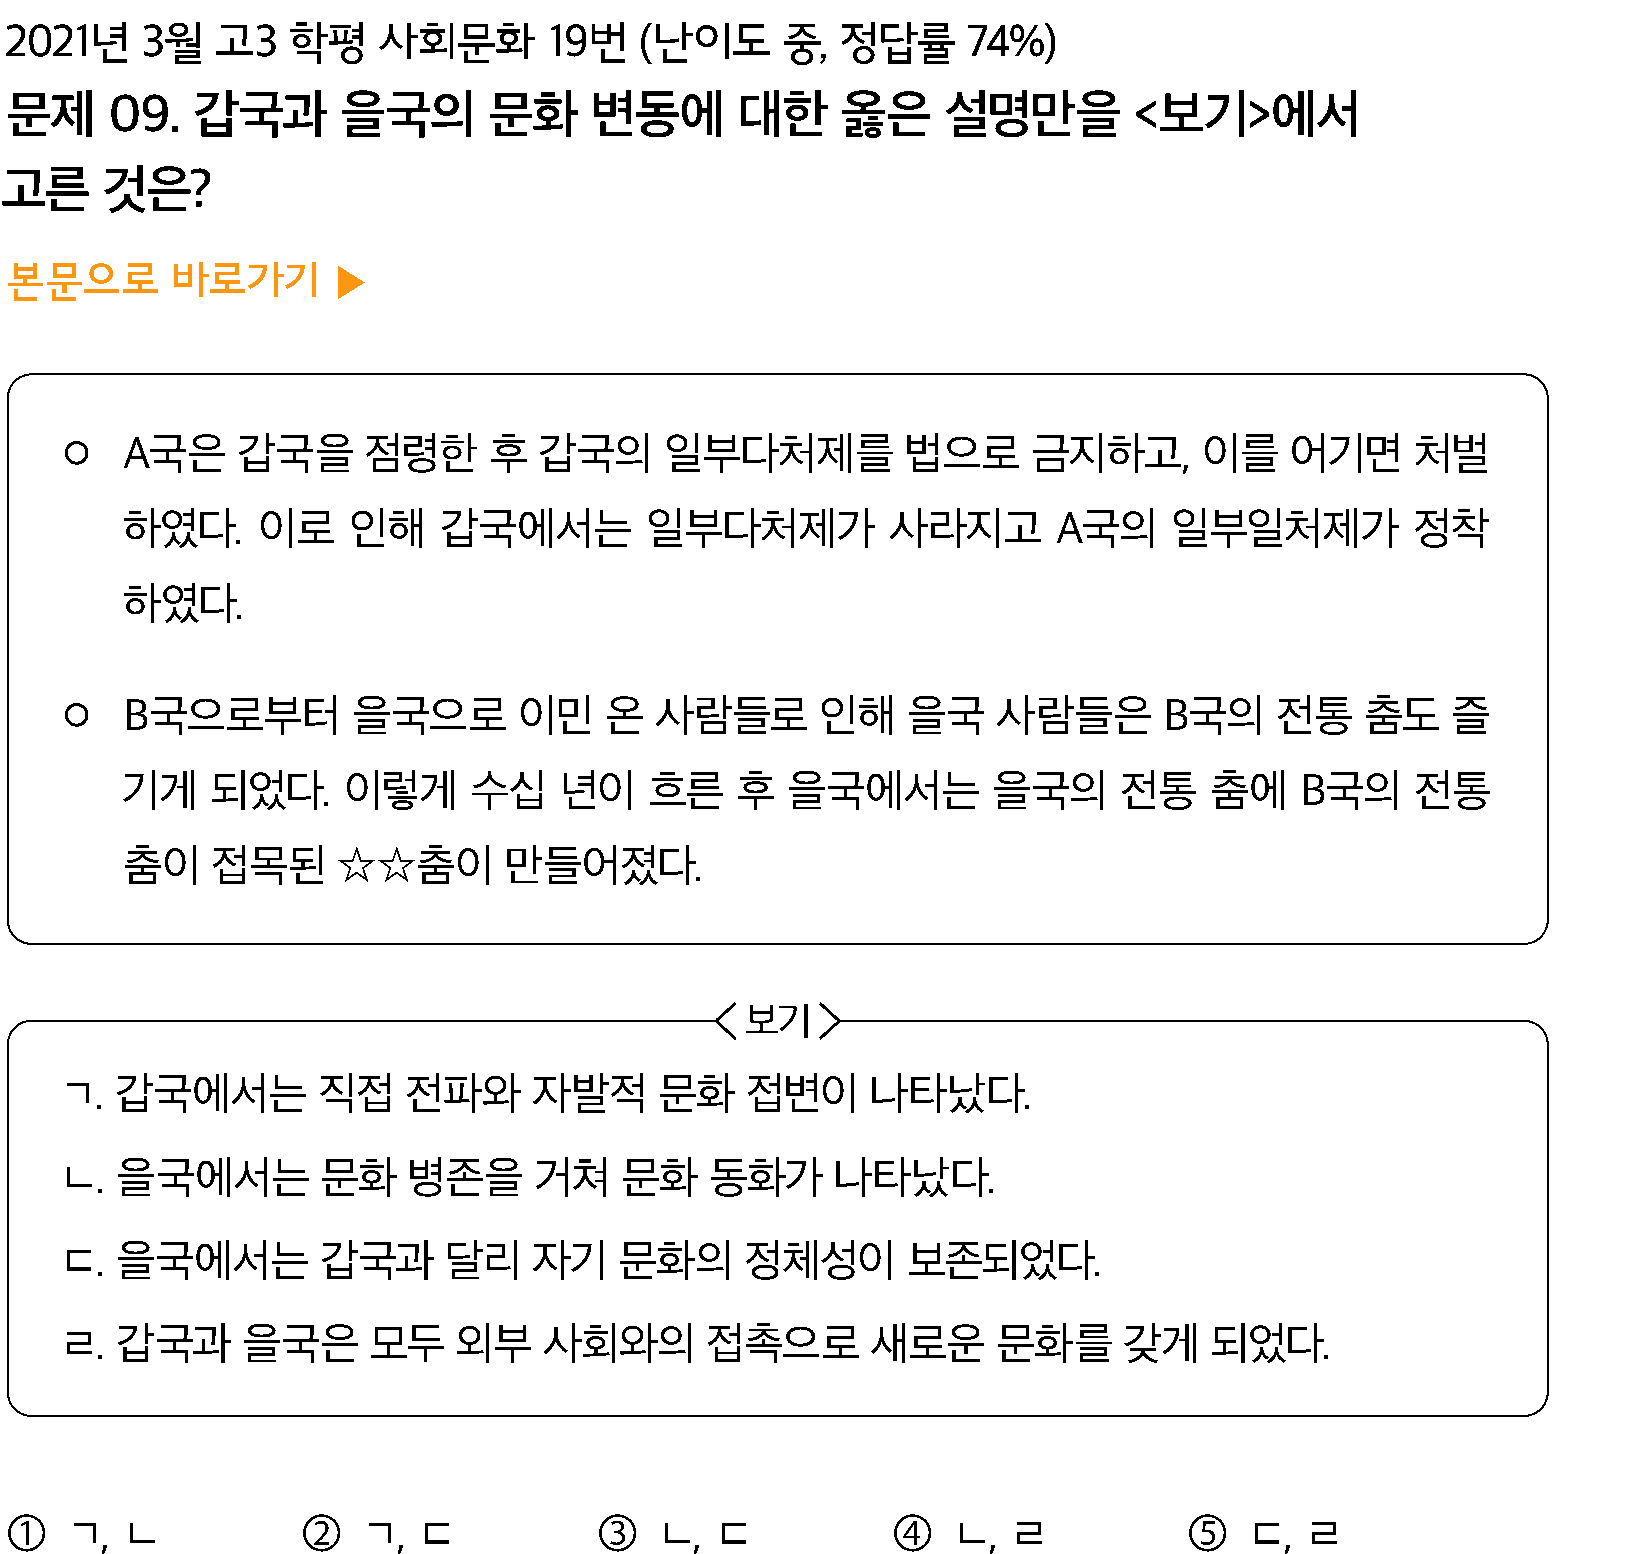 2021년 3월 고3 학평 사회문화 19번 (난이도 중, 정답률 74%)
문제 09. 갑국과 을국의 문화 변동에 대한 옳은 설명만을 <보기>에서
고른 것은?
본문으로 바로가기 ▶
○ A국은 갑국을 점령한 후 갑국의 일부다처제를 법으로 금지하고, 이를 어기면 처벌
하였다. 이로 인해 갑국에서는 일부다처제가 사라지고 A국의 일부일처제가 정착
하였다.
○ B국으로부터 을국으로 이민 온 사람들로 인해 을국 사람들은 B국의 전통 춤도 즐
기게 되었다. 이렇게 수십 년이 흐른 후 을국에서는 을국의 전통 춤에 B국의 전통
춤이 접목된 ☆☆춤이 만들어졌다.
<보기>
ㄱ. 갑국에서는 직접 전파와 자발적 문화 접변이 나타났다.
ㄴ. 을국에서는 문화 병존을 거쳐 문화 동화가 나타났다.
ㄷ. 을국에서는 갑국과 달리 자기 문화의 정체성이 보존되었다.
ㄹ. 갑국과 을국은 모두 외부 사회와의 접촉으로 새로운 문화를 갖게 되었다.
① ㄱ, ㄴ ② ㄱ, ㄷ ③ ㄴ, ㄷ ④ ㄴ, ㄹ ⑤ ㄷ, ㄹ